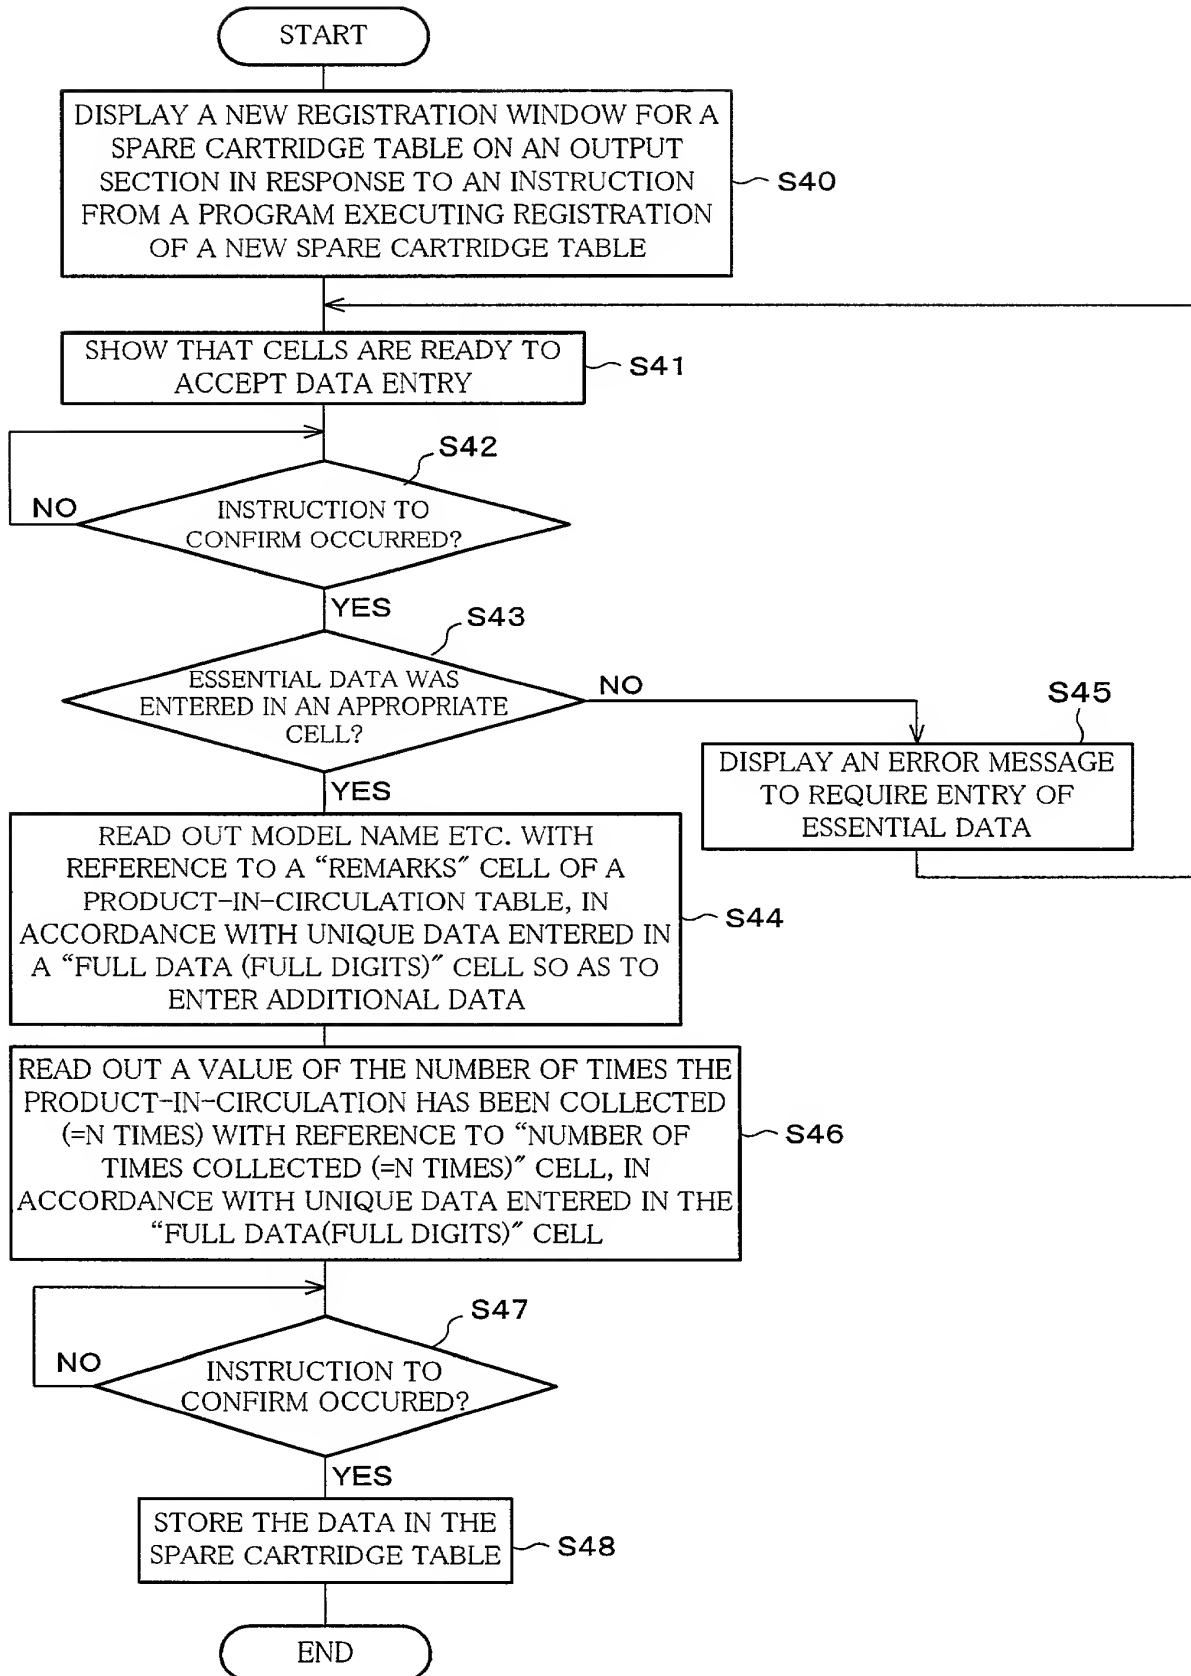 START
DISPLAY A NEW REGISTRATION WINDOW FOR A
SPARE CARTRIDGE TABLE ON AN OUTPUT
SECTION IN RESPONSE TO AN INSTRUCTION
FROM A PROGRAM EXECUTING REGISTRATION
OF A NEW SPARE CARTRIDGE TABLE
S40
SHOW THAT CELLS ARE READY TO
ACCEPT DATA ENTRY
S41
S42
INSTRUCTION TO
CONFIRM OCCURRED?
NO
YES
S43
ESSENTIAL DATA WAS
ENTERED IN AN APPROPRIATE
CELL?
NO
YES
S45
DISPLAY AN ERROR MESSAGE
TO REQUIRE ENTRY OF
ESSENTIAL DATA
READ OUT MODEL NAME ETC. WITH
REFERENCE TO A “REMARKS” CELL OF A
PRODUCT-IN-CIRCULATION TABLE, IN
ACCORDANCE WITH UNIQUE DATA ENTERED IN
A “FULL DATA (FULL DIGITS)” CELL SO AS TO
ENTER ADDITIONAL DATA
S44
READ OUT A VALUE OF THE NUMBER OF TIMES THE
PRODUCT-IN-CIRCULATION HAS BEEN COLLECTED
(=N TIMES) WITH REFERENCE TO “NUMBER OF
TIMES COLLECTED (=N TIMES)” CELL, IN
ACCORDANCE WITH UNIQUE DATA ENTERED IN THE
“FULL DATA(FULL DIGITS)” CELL
S46
S47
INSTRUCTION TO
CONFIRM OCCURED?
NO
YES
STORE THE DATA IN THE
SPARE CARTRIDGE TABLE
S48
END